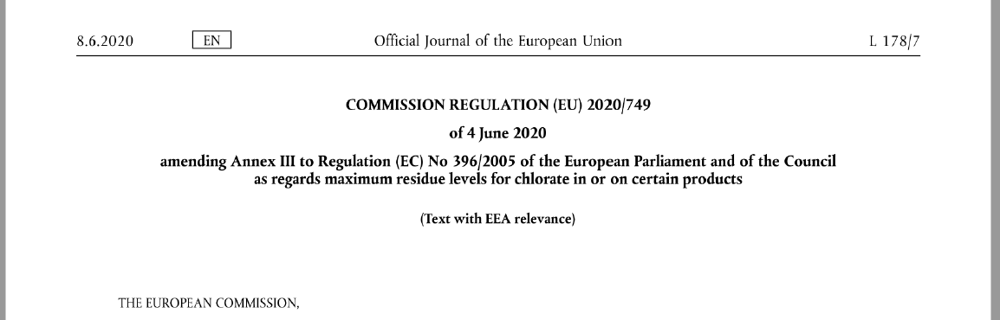 8.6.2020 EN Official Journal of the European Union L 178/7
COMMISSION REGULATION (EU) 2020/749
of 4 June 2020
amending Annex III to Regulation (EC) No 396/2005 of the European Parliament and of the Council
as regards maximum residue levels for chlorate in or on certain products
(Text with EEA relevance)
THE EUROPEAN COMMISSION,